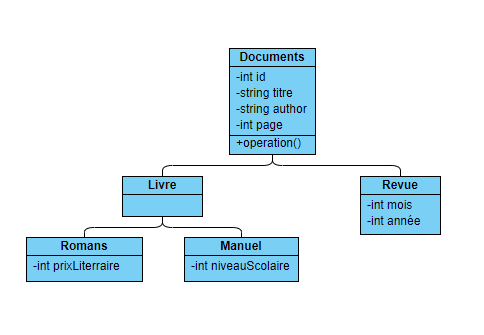 Documents
-int id
-string titre
-string author
-int page
+operation()
Livre
Revue
-int mois
-int année
Romans
-int prixLiterraire
Manuel
-int niveauScolaire